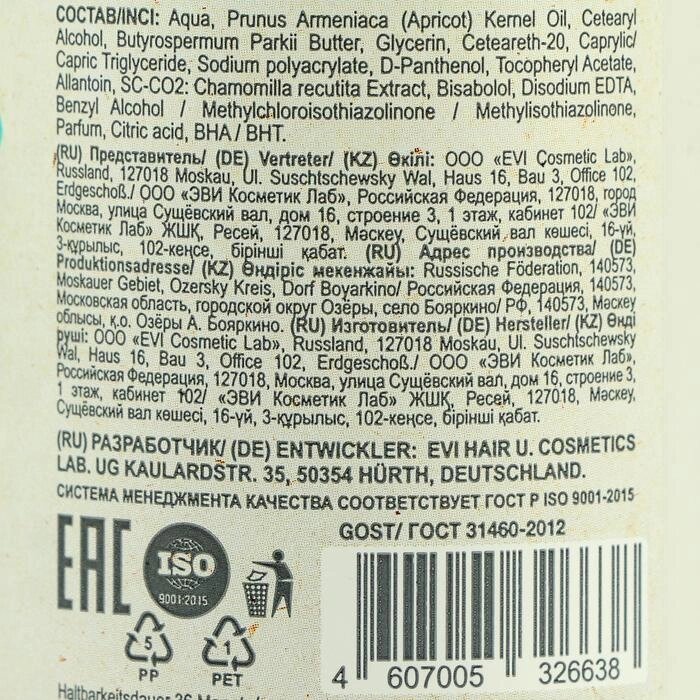 СОСТАВ/INCI: Aqua, Prunus Armeniaca (Apricot) Kernel Oil, Cetearyl
Alcohol, Butyrospermum Parkii Butter, Glycerin, Ceteareth-20, Caprylic/
Capric Triglyceride, Sodium polyacrylate, D-Panthenol, Tocopheryl Acetate,
Allantoin, SC-CO2: Chamomilla recutita Extract, Bisabolol, Disodium EDTA,
Benzyl Alcohol / Methylchloroisothiazolinone / Methylisothiazolinone,
Parfum, Citric acid, BHA / BHT.
(RU) Представитель/ (DE) Vertreter/ (KZ) Өкілі: ООО «EVI Cosmetic Lab»,
Russland, 127018 Moskau, Ul. Suschtschewsky Wal, Haus 16, Bau 3, Office 102,
Erdgeschoß./ ООО «ЭВИ Косметик Лаб», Российская Федерация, 127018, город
Москва, улица Сущёвский вал, дом 16, строение 3, 1 этаж, кабинет 102/ «ЭВИ
Косметик Лаб» ЖШҚ, Ресей, 127018, Мәскеу, Сущёвский вал көшесі, 16-үй,
3-құрылыс, 102-кеңсе, бірінші қабат. (RU) Адрес производства/ (DE)
Produktionsadresse/ (KZ) Өндіріс мекенжайы: Russische Föderation, 140573,
Moskauer Gebiet, Ozersky Kreis, Dorf Boyarkino/ Российская Федерация, 140573,
Московская область, городской округ Озёры, село Бояркино/ РФ, 140573, Мәскеу
облысы, қ.о. Озёры А. Бояркино. (RU) Изготовитель/ (DE) Hersteller/ (KZ) Өнді
руші: ООО «EVI Cosmetic Lab», Russland, 127018 Moskau, Ul. Suschtschewsky
Wal, Haus 16, Bau 3, Office 102, Erdgeschoß./ ООО «ЭВИ Косметик Лаб»,
Российская Федерация, 127018, Москва, улица Сущёвский вал, дом 16, строение 3,
1 этаж, кабинет 102/ «ЭВИ Косметик Лаб» ЖШҚ, Ресей, 127018, Мәскеу,
Сущёвский вал көшесі, 16-үй, 3-құрылыс, 102-кеңсе, бірінші қабат.
(RU) РАЗРАБОТЧИК/ (DE) ENTWICKLER: EVI HAIR U. COSMETICS
LAB. UG KAULARDSTR. 35, 50354 HÜRTH, DEUTSCHLAND.
СИСТЕМА МЕНЕДЖМЕНТА КАЧЕСТВА СООТВЕТСТВУЕТ ГОСТ Р ISO 9001-2015
GOST/ ГОСТ 31460-2012
EAC
ISO
9001:2015
5
PP
1
PET
4 607005 326638
Haltbarkeitsdauer 36